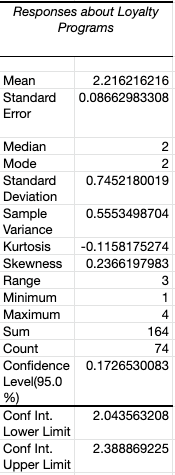 Responses about Loyalty
Programs
Mean 2.216216216
Standard 0.08662983308
Error
Median 2
Mode 2
Standard 0.7452180019
Deviation
Sample 0.5553498704
Variance
Kurtosis -0.1158175274
Skewness 0.2366197983
Range 3
Minimum 1
Maximum 4
Sum 164
Count 74
Confidence 0.1726530083
Level(95.0
%)
Conf Int. 2.043563208
Lower Limit
Conf Int. 2.388869225
Upper Limit